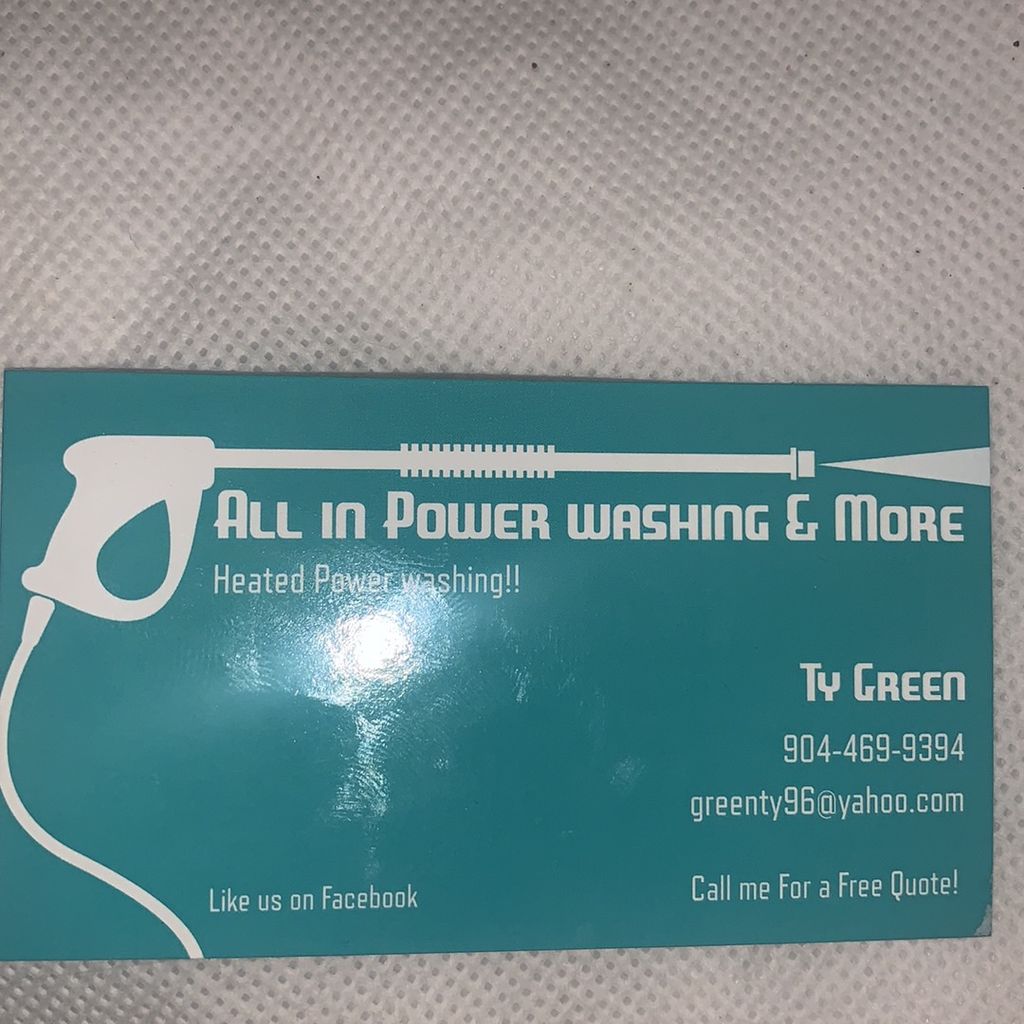 All in Power washing & More
Heated Power washing!!
Ty Green
904-469-9394
greenty96@yahoo.com
Like us on Facebook
Call me For a Free Quote!